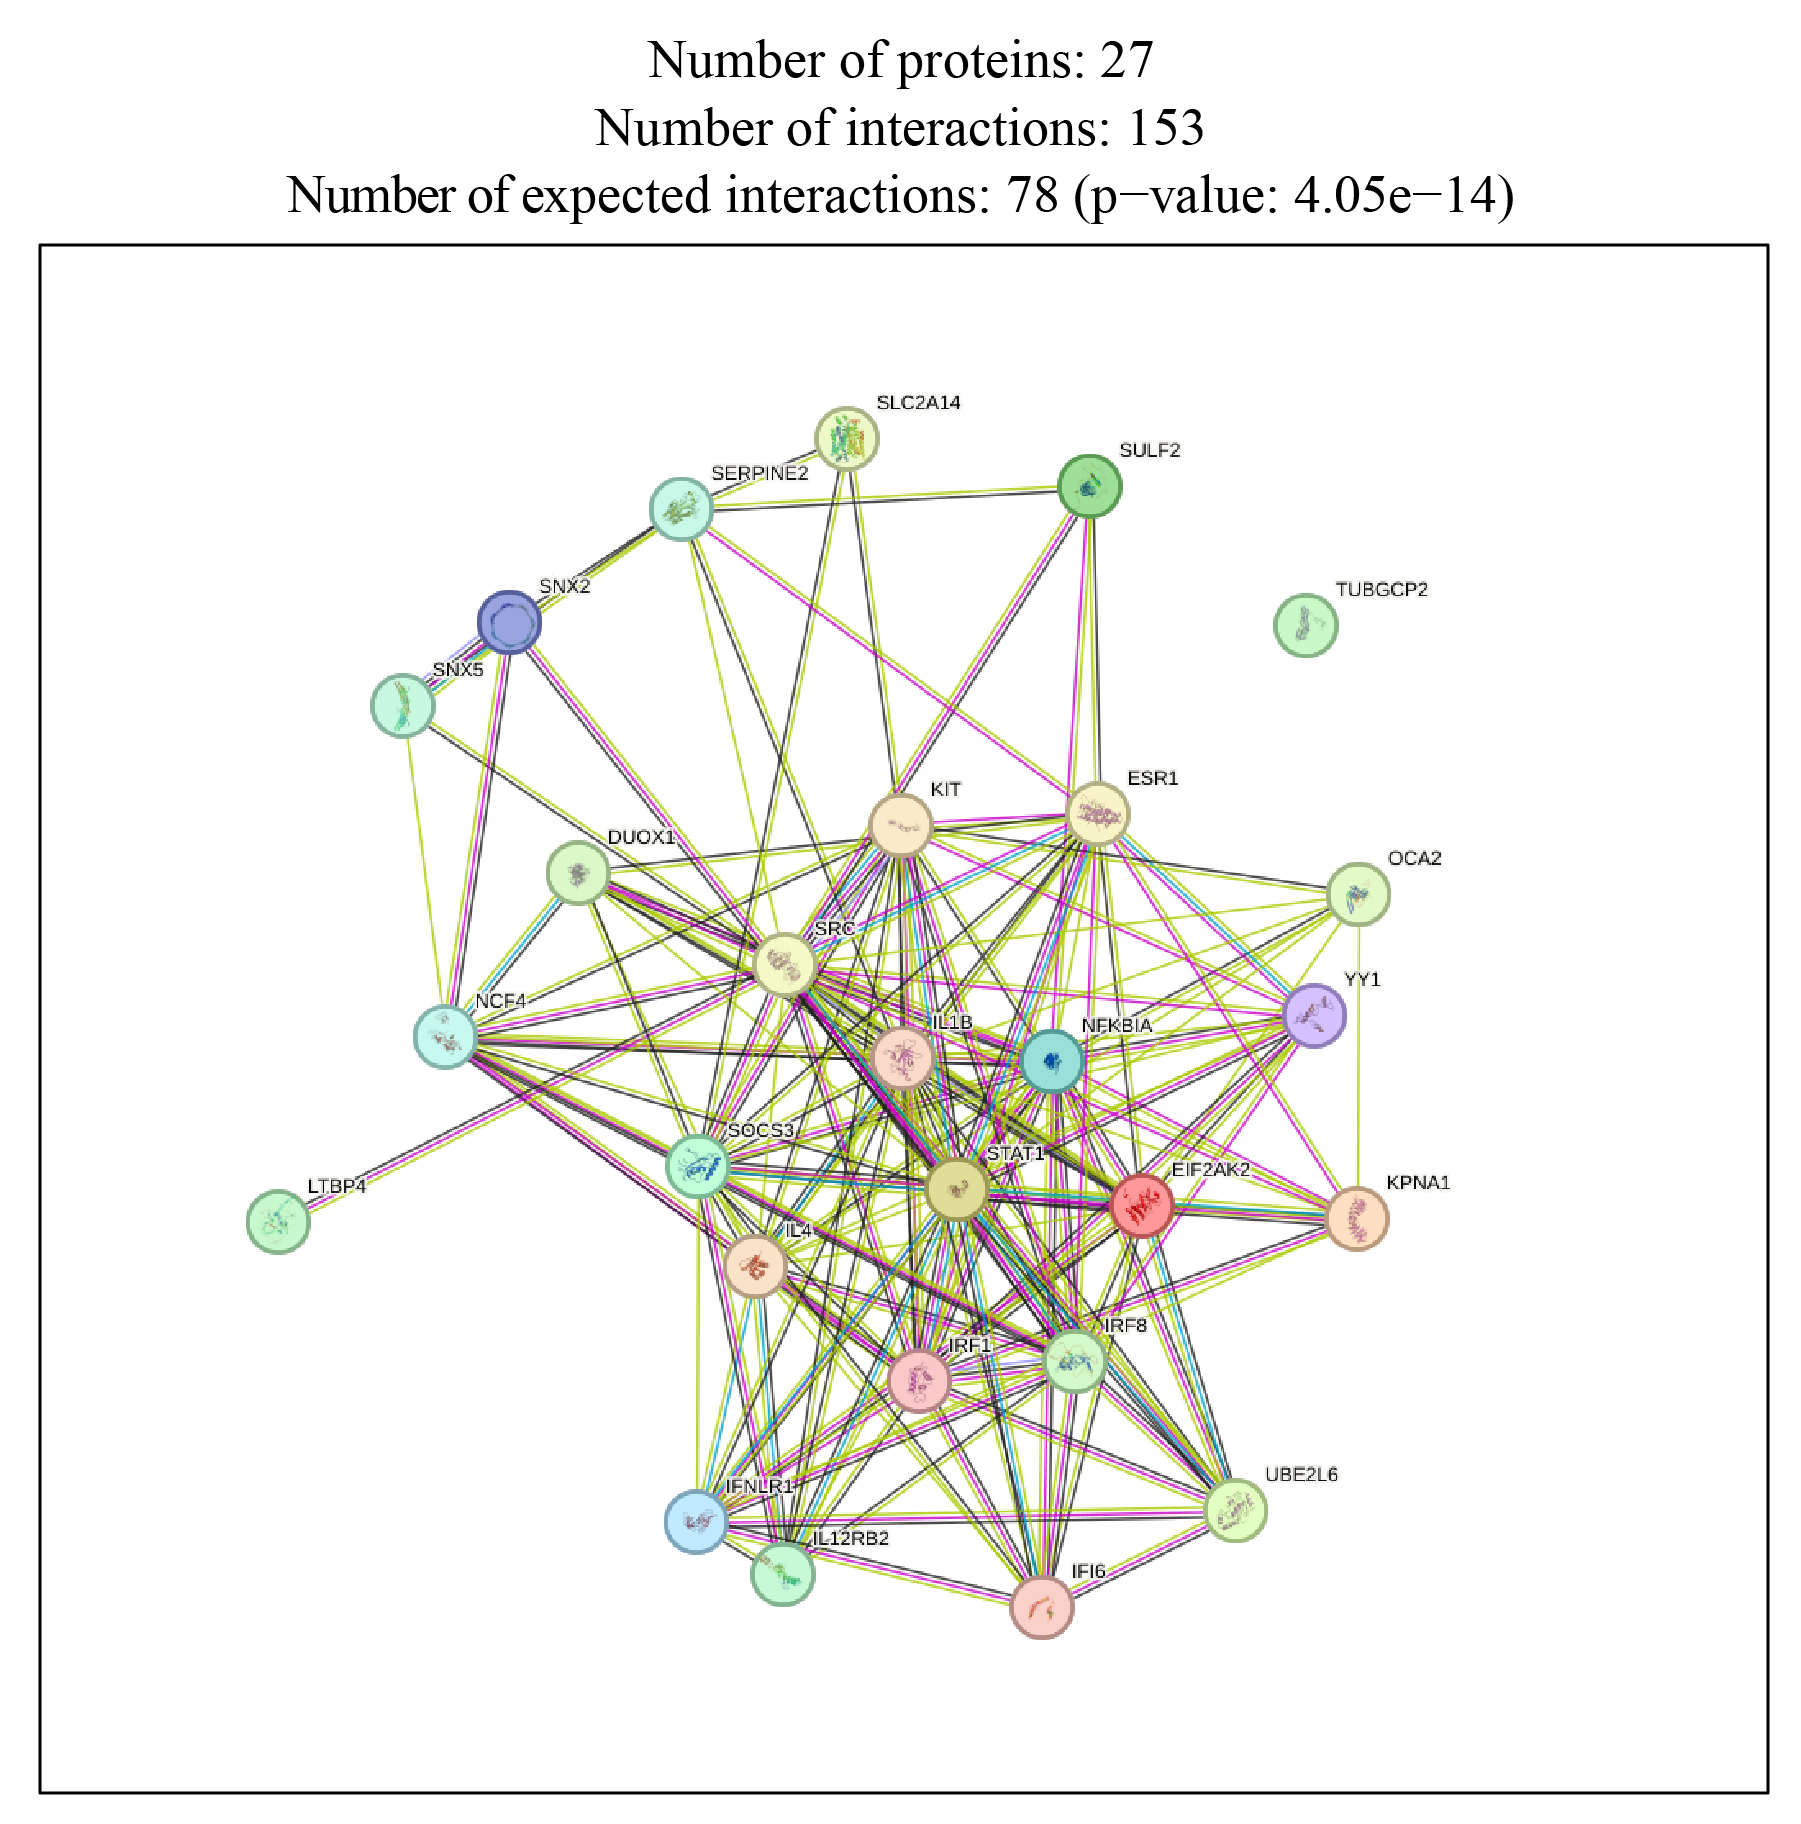 Number of proteins: 27
Number of interactions: 153
Number of expected interactions: 78 (p−value: 4.05e−14)
SLC2A14
SULF2
SERPINE2
SNX2
TUBGCP2
SNX5
ESR1
KIT
DUOX1
OCA2
SRC
YY1
NCF4
IL1B
NFKBIA
SOCS3
STAT1
EIF2AK2
KPNA1
LTBP4
IL4
IRF8
IRF1
UBE2L6
IFNLR1
IL12RB2
IFI6